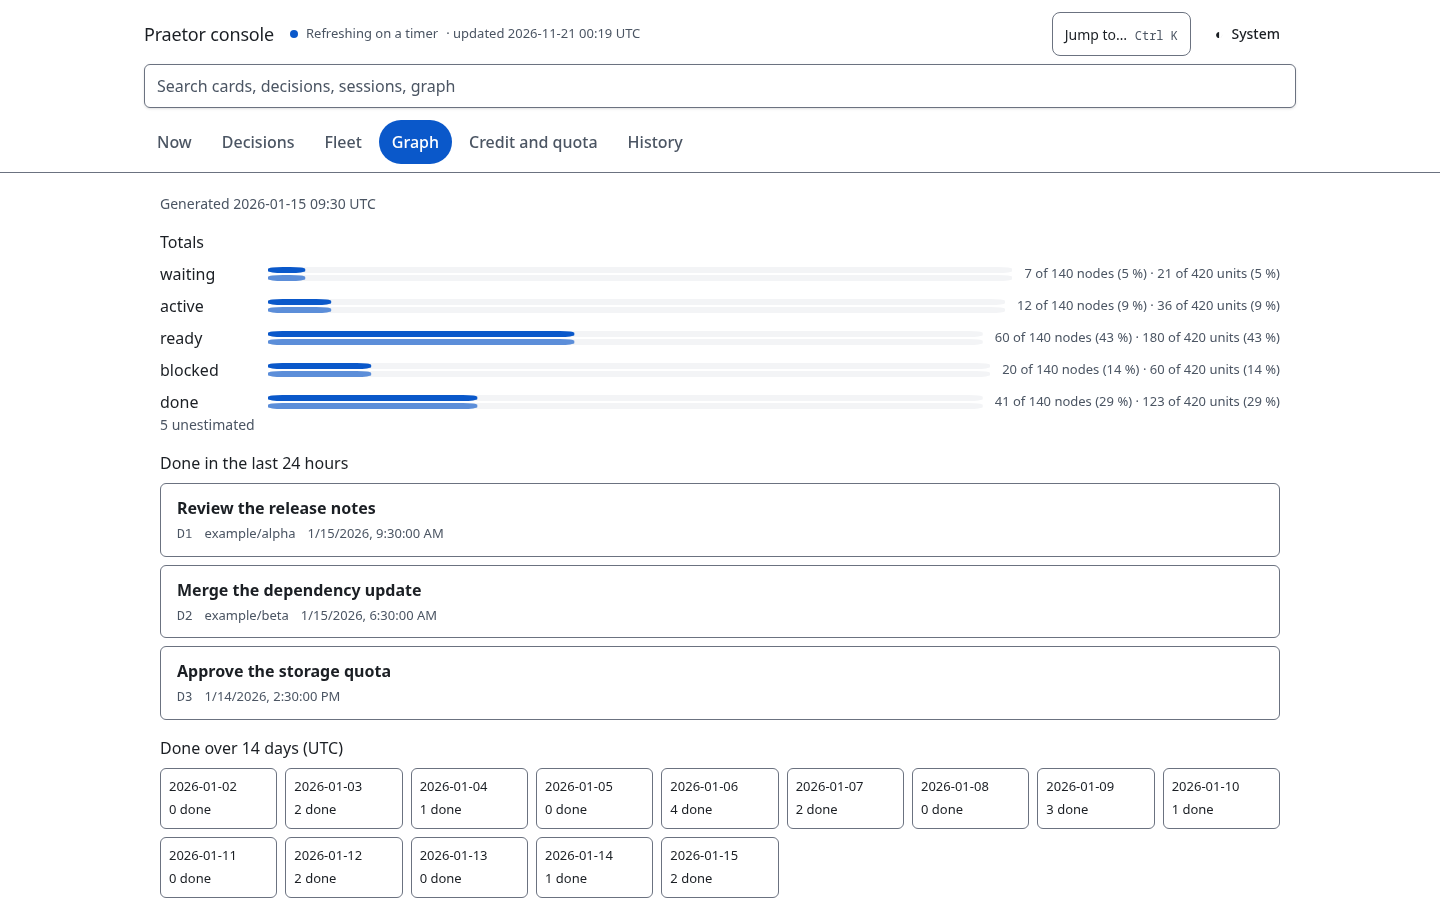 Praetor console
Refreshing on a timer · updated 2026-11-21 00:19 UTC
Jump to... Ctrl K
System
Search cards, decisions, sessions, graph
Now Decisions Fleet Graph Credit and quota History
Generated 2026-01-15 09:30 UTC
Totals
waiting 7 of 140 nodes (5 %) · 21 of 420 units (5 %)
active 12 of 140 nodes (9 %) · 36 of 420 units (9 %)
ready 60 of 140 nodes (43 %) · 180 of 420 units (43 %)
blocked 20 of 140 nodes (14 %) · 60 of 420 units (14 %)
done 41 of 140 nodes (29 %) · 123 of 420 units (29 %)
5 unestimated
Done in the last 24 hours
Review the release notes
D1 example/alpha 1/15/2026, 9:30:00 AM
Merge the dependency update
D2 example/beta 1/15/2026, 6:30:00 AM
Approve the storage quota
D3 1/14/2026, 2:30:00 PM
Done over 14 days (UTC)
2026-01-02 2026-01-03 2026-01-04 2026-01-05 2026-01-06 2026-01-07 2026-01-08 2026-01-09 2026-01-10
0 done 2 done 1 done 0 done 4 done 2 done 0 done 3 done 1 done
2026-01-11 2026-01-12 2026-01-13 2026-01-14 2026-01-15
0 done 2 done 0 done 1 done 2 done